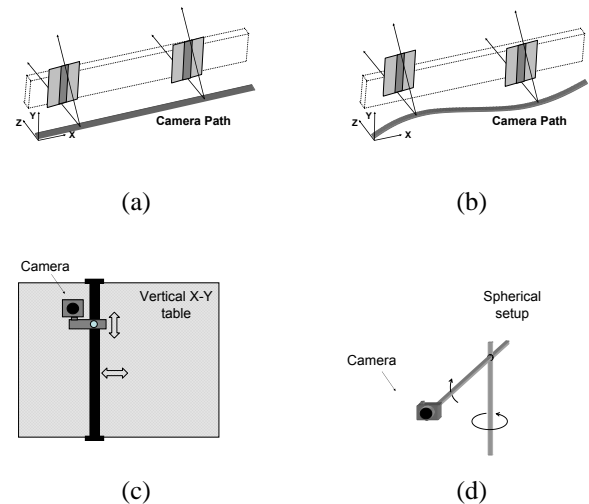 Y
Z
X
Camera Path
(a)
Y
Z
X
Camera Path
(b)
Camera
Vertical X-Y
table
(c)
Spherical
setup
Camera
(d)